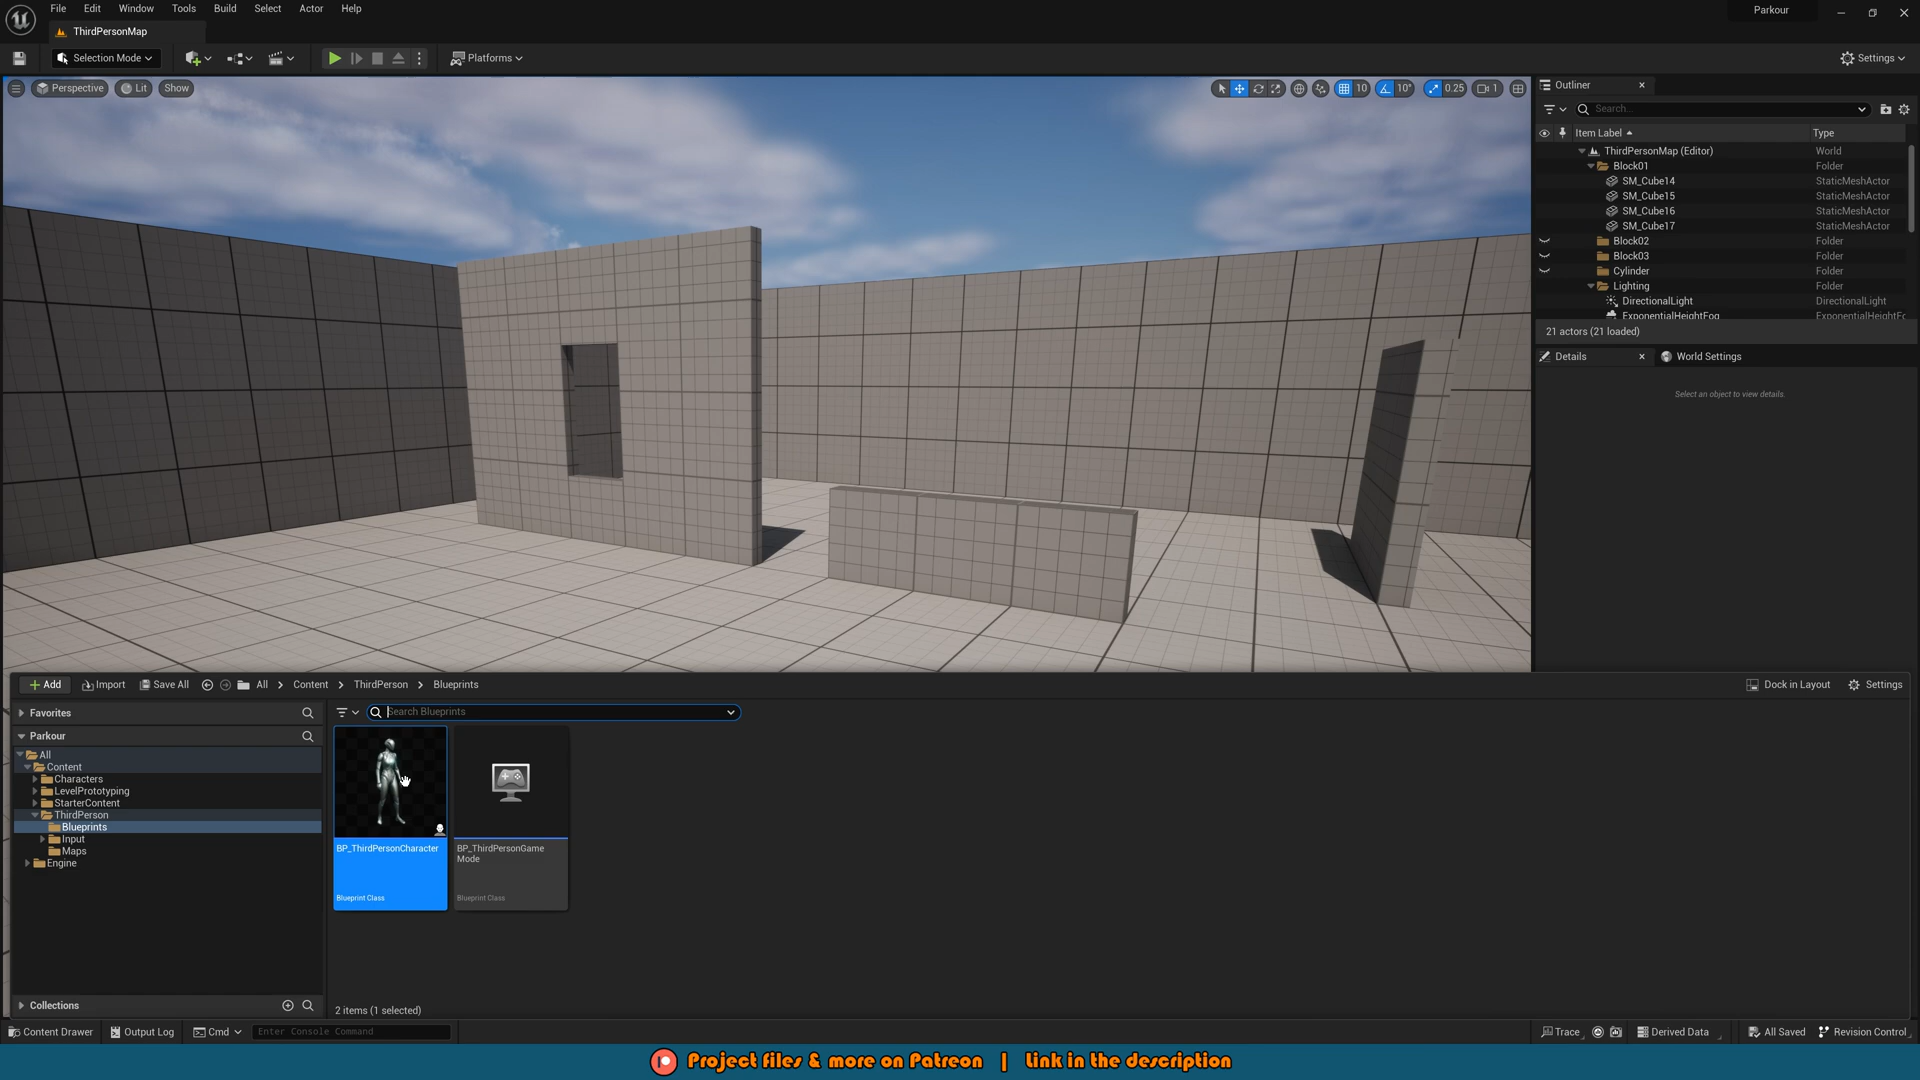 File Edit Window Tools Build Select Actor Help
Parkour
ThirdPersonMap
Selection Mode
Platforms
Settings
Perspective
Lit
Show
10
10°
0.25
1
Outliner
Search...
Item Label
Type
ThirdPersonMap (Editor) World
Block01 Folder
SM_Cube14 StaticMeshActor
SM_Cube15 StaticMeshActor
SM_Cube16 StaticMeshActor
SM_Cube17 StaticMeshActor
Block02 Folder
Block03 Folder
Cylinder Folder
Lighting Folder
DirectionalLight DirectionalLight
ExponentialHeightFog ExponentialHeightFc
21 actors (21 loaded)
Details
World Settings
Select an object to view details.
Add
Import
Save All
All
Content
ThirdPerson
Blueprints
Dock in Layout
Settings
Favorites
Parkour
All
Content
Characters
LevelPrototyping
StarterContent
ThirdPerson
Blueprints
Input
Maps
Engine
Collections
Search Blueprints
BP_ThirdPersonCharacter
Blueprint Class
BP_ThirdPersonGame
Mode
Blueprint Class
2 items (1 selected)
Content Drawer
Output Log
Cmd
Enter Console Command
Trace
Derived Data
All Saved
Revision Control
Project files & more on Patreon | Link in the description